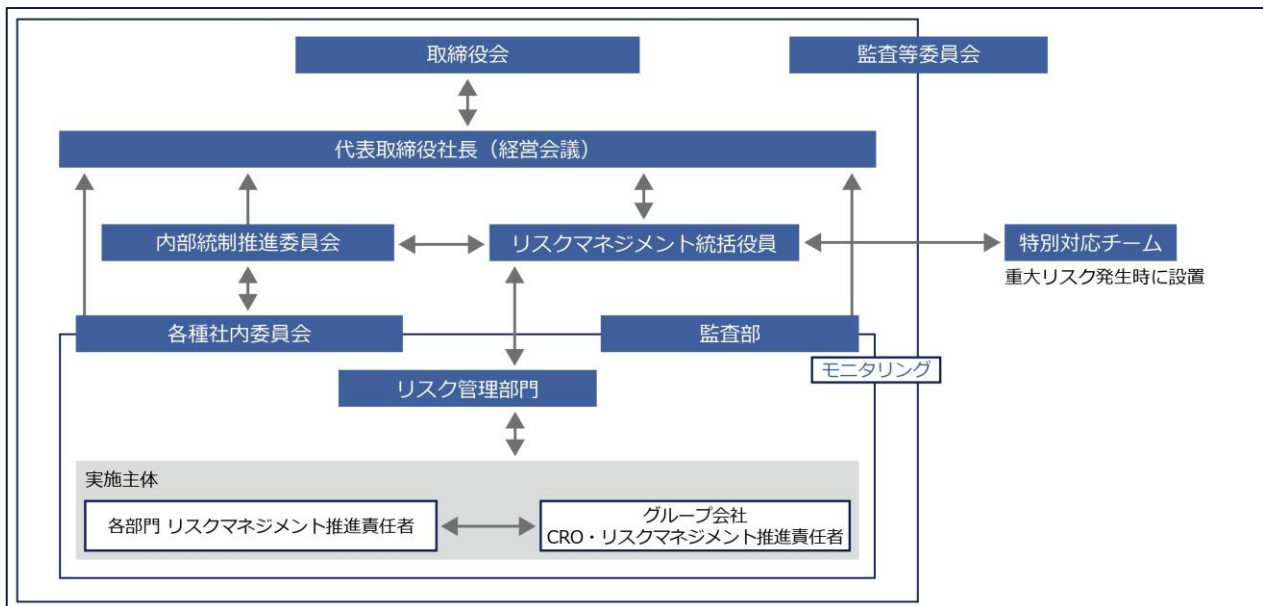 取締役会
監査等委員会
代表取締役社長（経営会議）
内部統制推進委員会
リスクマネジメント統括役員
特別対応チーム
重大リスク発生時に設置
各種社内委員会
監査部
モニタリング
リスク管理部門
実施主体
各部門 リスクマネジメント推進責任者
グループ会社
CRO・リスクマネジメント推進責任者